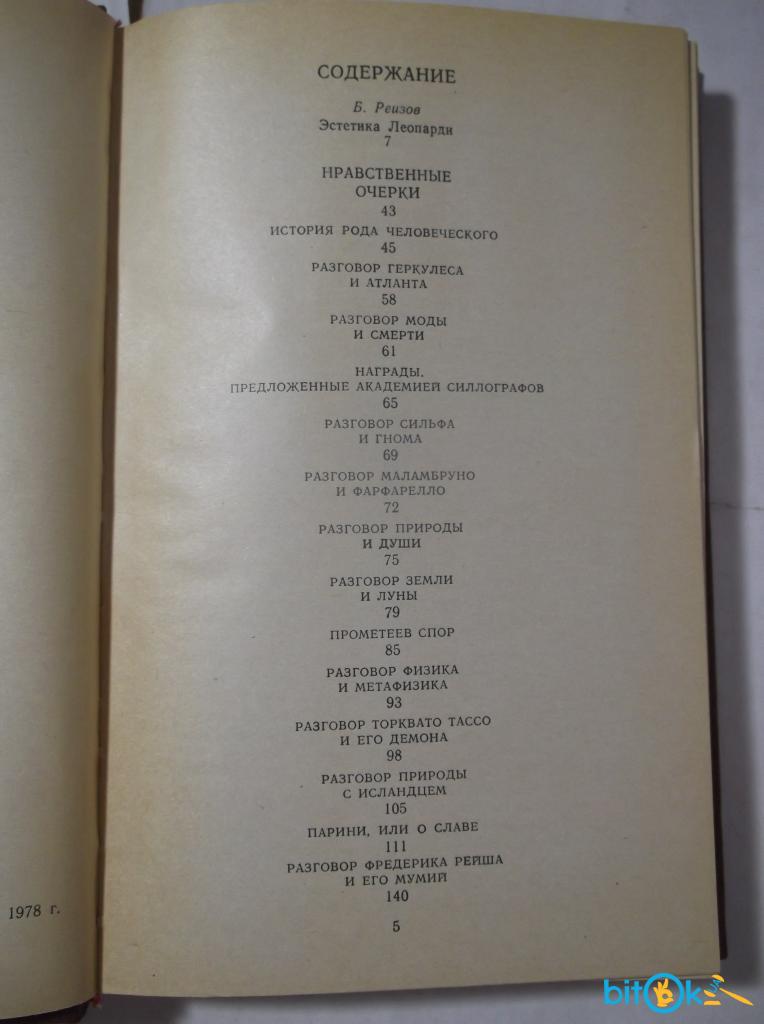 СОДЕРЖАНИЕ
Б. Реизов
Эстетика Леопарди
7
НРАВСТВЕННЫЕ
ОЧЕРКИ
43
ИСТОРИЯ РОДА ЧЕЛОВЕЧЕСКОГО
45
РАЗГОВОР ГЕРКУЛЕСА
И АТЛАНТА
58
РАЗГОВОР МОДЫ
И СМЕРТИ
61
НАГРАДЫ,
ПРЕДЛОЖЕННЫЕ АКАДЕМИЕЙ СИЛЛОГРАФОВ
65
РАЗГОВОР СИЛЬФА
И ГНОМА
69
РАЗГОВОР МАЛАМБРУНО
И ФАРФАРЕЛЛО
72
РАЗГОВОР ПРИРОДЫ
И ДУШИ
75
РАЗГОВОР ЗЕМЛИ
И ЛУНЫ
79
ПРОМЕТЕЕВ СПОР
85
РАЗГОВОР ФИЗИКА
И МЕТАФИЗИКА
93
РАЗГОВОР ТОРКВАТО ТАССО
И ЕГО ДЕМОНА
98
РАЗГОВОР ПРИРОДЫ
С ИСЛАНДЦЕМ
105
ПАРИНИ, ИЛИ О СЛАВЕ
111
РАЗГОВОР ФРЕДЕРИКА РЕЙША
И ЕГО МУМИЙ
140
5
1978 г.
bitOk UA